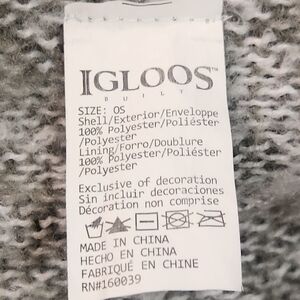 IGLOOS™
BUILT
SIZE: OS
Shell/Exterior/Enveloppe
100% Polyester/Poliéster
/Polyester
Lining/Forro/Doublure
100% Polyester/Poliéster
/Polyester
Exclusive of decoration
Sin incluir decoraciones
Décoration non comprise
MADE IN CHINA
HECHO EN CHINA
FABRIQUÉ EN CHINE
RN#160039